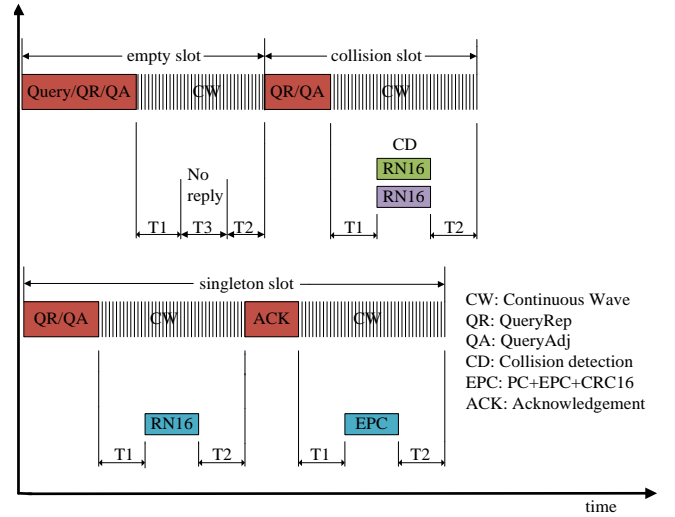 empty slot collision slot
Query/QR/QA CW QR/QA CW
CD
No
reply
RN16
RN16
T1 T3 T2 T1 T2
singleton slot
QR/QA CW ACK CW
RN16 EPC
T1 T2 T1 T2
CW: Continuous Wave
QR: QueryRep
QA: QueryAdj
CD: Collision detection
EPC: PC+EPC+CRC16
ACK: Acknowledgement
time